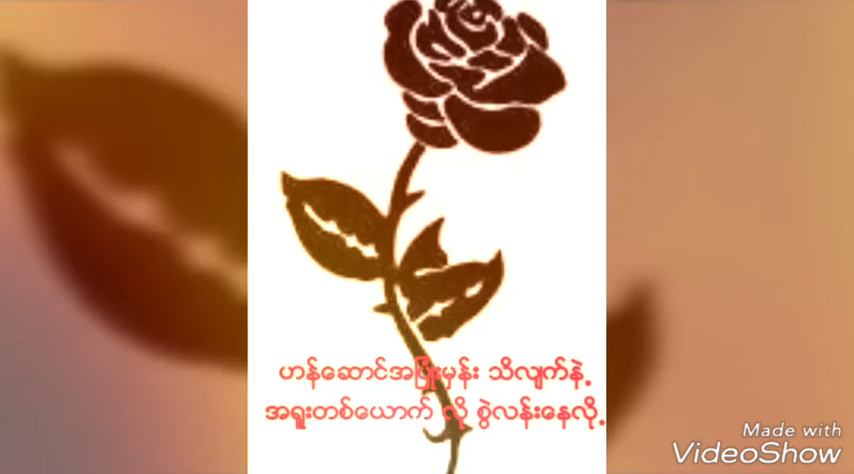 ဟန်ဆောင်အပြုံးမှန်း သိလျက်နဲ့
အရူးတစ်ယောက် လို စွဲလန်းနေလို့
Made with
VideoShow